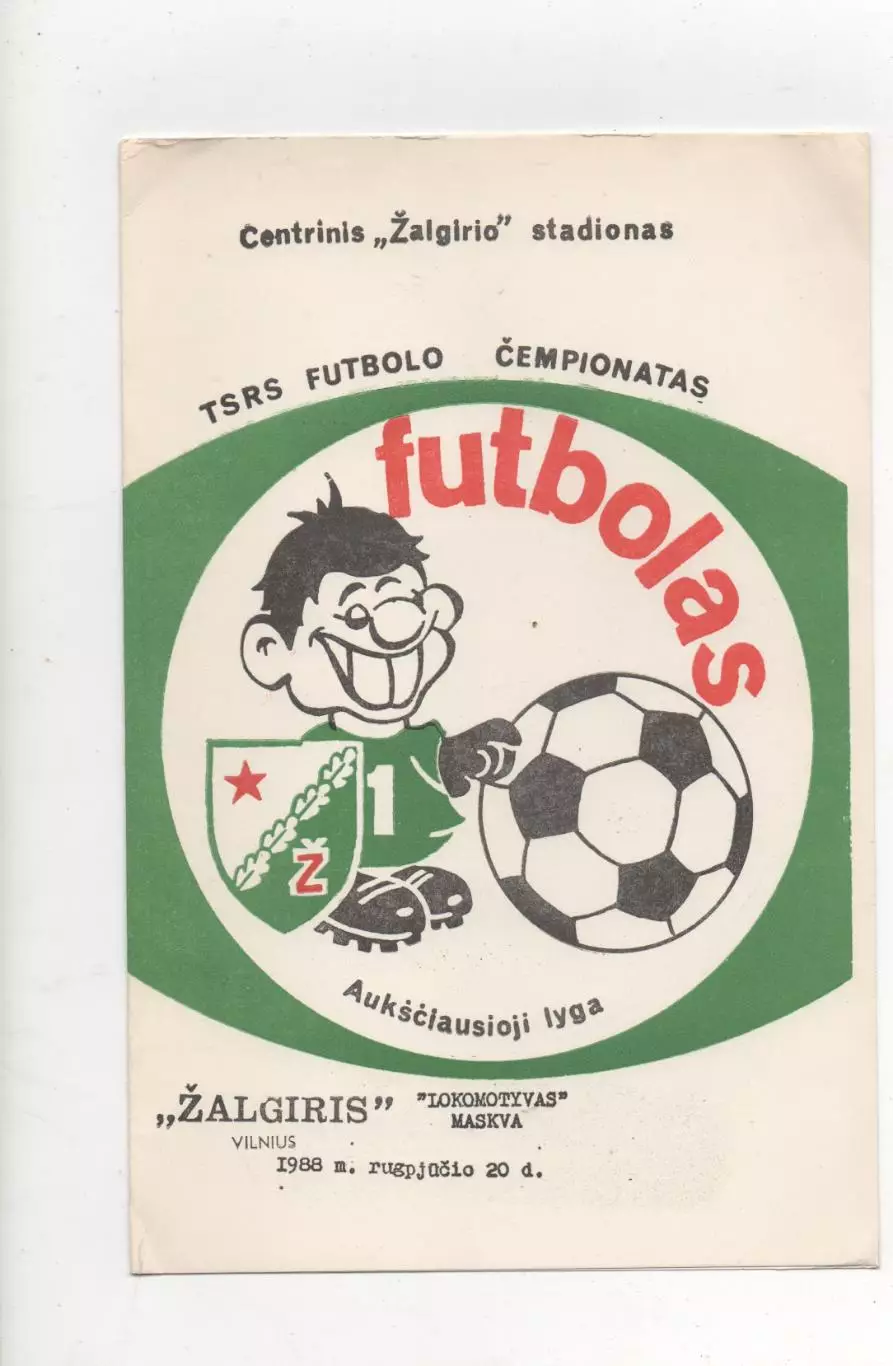 Centrinis „Žalgirio” stadionas
TSRS FUTBOLO ČEMPIONATAS
futbolas
1
Ž
Aukščiausioji lyga
„ŽALGIRIS” "LOKOMOTYVAS"
VILNIUS MASKVA
1988 m. rugpjūčio 20 d.